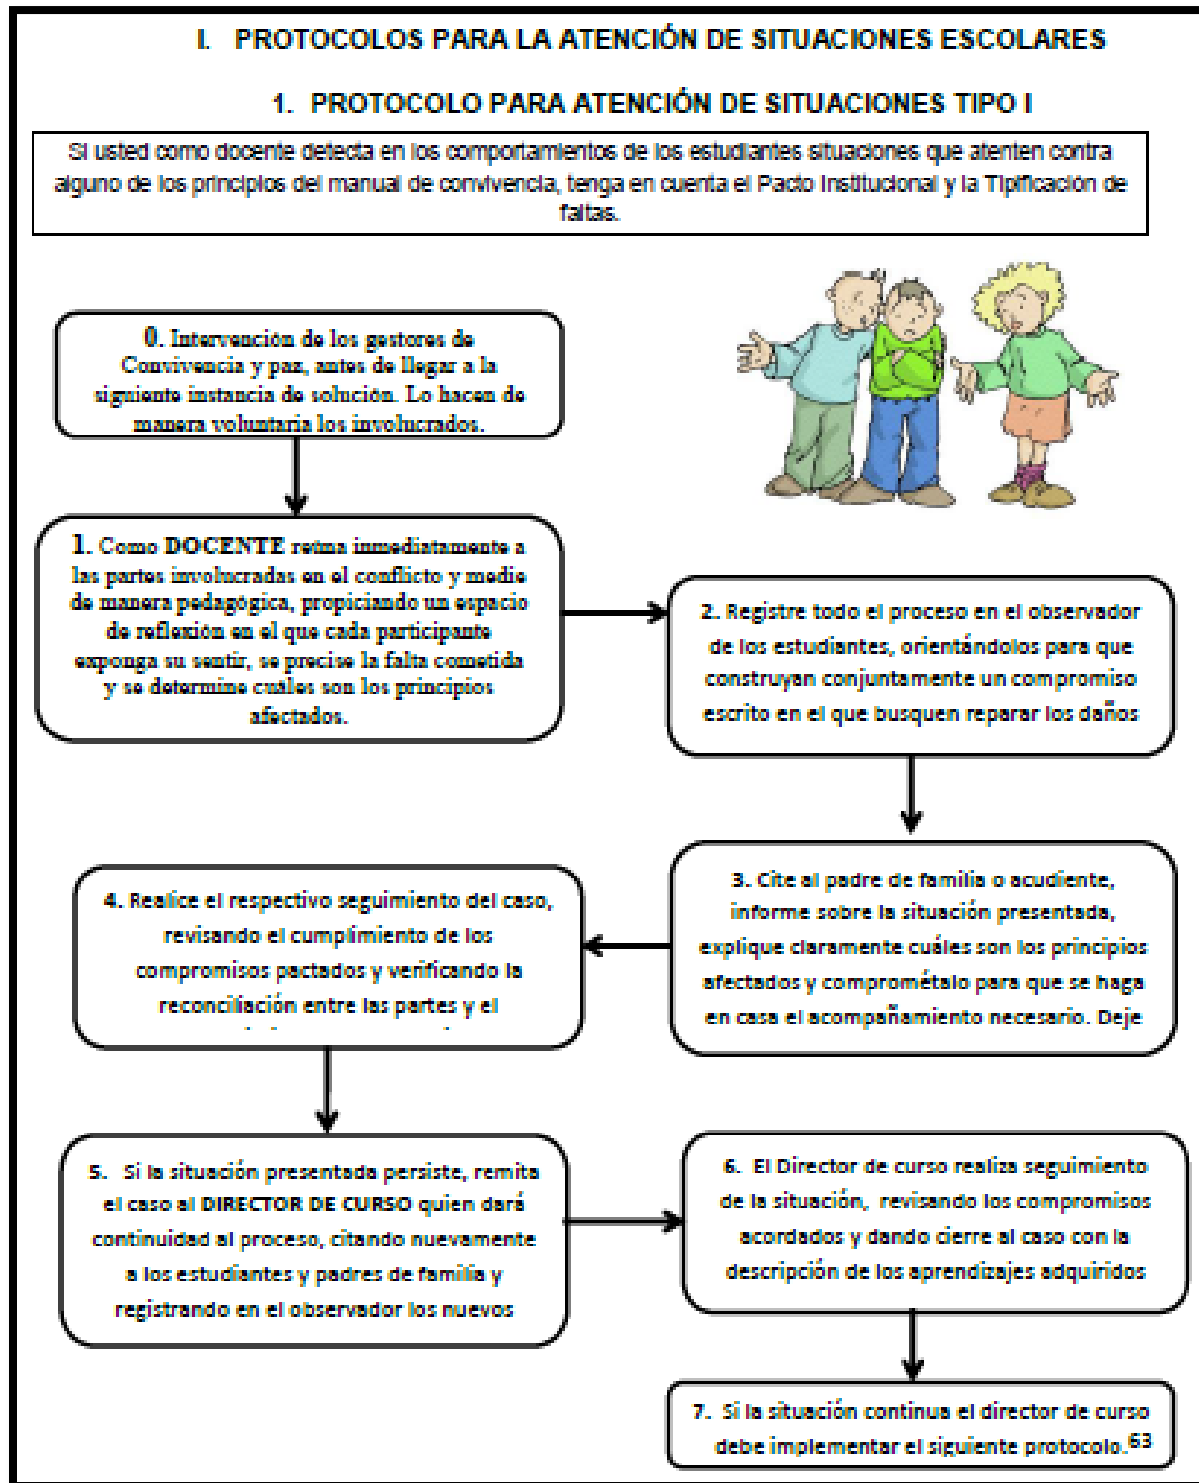 I. PROTOCOLOS PARA LA ATENCIÓN DE SITUACIONES ESCOLARES
1. PROTOCOLO PARA ATENCIÓN DE SITUACIONES TIPO I
Si usted como docente detecta en los comportamientos de los estudiantes situaciones que atenten contra
alguno de los principios del manual de convivencia, tenga en cuenta el Pacto Institucional y la Tipificación de
faltas.
0. Intervención de los gestores de
Convivencia y paz, antes de llegar a la
siguiente instancia de solución. Lo hacen de
manera voluntaria los involucrados.
1. Como DOCENTE reúna inmediatamente a
las partes involucradas en el conflicto y medie
de manera pedagógica, propiciando un espacio
de reflexión en el que cada participante
exponga su sentir, se precise la falta cometida
y se determine cuáles son los principios
afectados.
2. Registre todo el proceso en el observador
de los estudiantes, orientándolos para que
construyan conjuntamente un compromiso
escrito en el que busquen reparar los daños
3. Cite al padre de familia o acudiente,
informe sobre la situación presentada,
explique claramente cuáles son los principios
afectados y comprométalo para que se haga
en casa el acompañamiento necesario. Deje
4. Realice el respectivo seguimiento del caso,
revisando el cumplimiento de los
compromisos pactados y verificando la
reconciliación entre las partes y el
5. Si la situación presentada persiste, remita
el caso al DIRECTOR DE CURSO quien dará
continuidad al proceso, citando nuevamente
a los estudiantes y padres de familia y
registrando en el observador los nuevos
6. El Director de curso realiza seguimiento
de la situación, revisando los compromisos
acordados y dando cierre al caso con la
descripción de los aprendizajes adquiridos
7. Si la situación continua el director de curso
debe implementar el siguiente protocolo.63